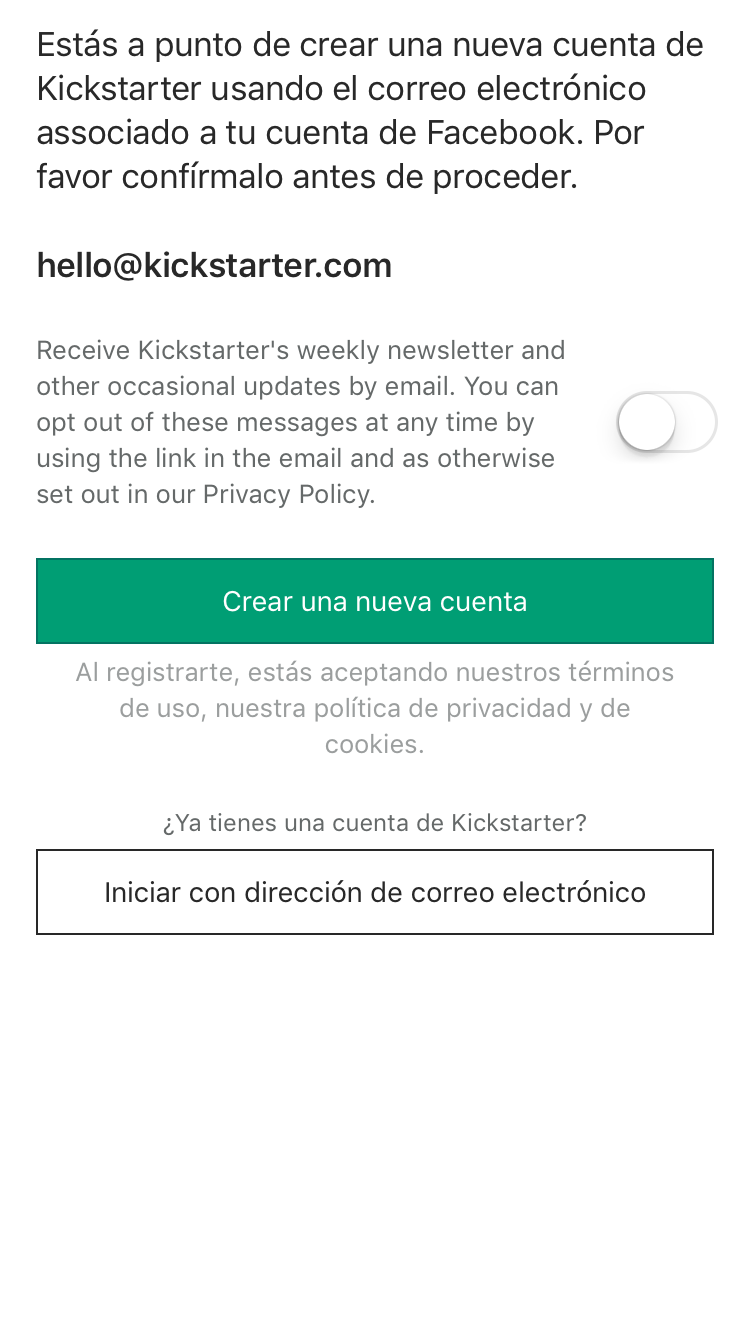 Estás a punto de crear una nueva cuenta de
Kickstarter usando el correo electrónico
associado a tu cuenta de Facebook. Por
favor confírmalo antes de proceder.
hello@kickstarter.com
Receive Kickstarter's weekly newsletter and
other occasional updates by email. You can
opt out of these messages at any time by
using the link in the email and as otherwise
set out in our Privacy Policy.
Crear una nueva cuenta
Al registrarte, estás aceptando nuestros términos
de uso, nuestra política de privacidad y de
cookies.
¿Ya tienes una cuenta de Kickstarter?
Iniciar con dirección de correo electrónico